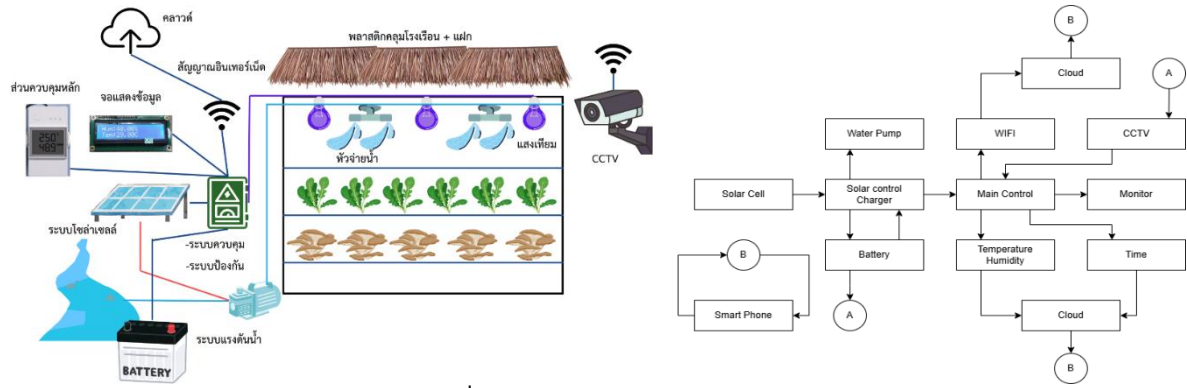 คลาวด์
สัญญาณอินเทอร์เน็ต
ส่วนควบคุมหลัก
จอแสดงข้อมูล
พลาสติกคลุมโรงเรือน + แฝก
หัวจ่ายน้ำ
แสงเทียม
CCTV
ระบบโซล่าเซลล์
-ระบบควบคุม
-ระบบป้องกัน
ระบบแรงดันน้ำ
BATTERY
B
Cloud
A
Water Pump
WIFI
CCTV
Solar Cell
Solar control
Charger
Main Control
Monitor
B
Battery
Temperature
Humidity
Time
Smart Phone
A
Cloud
B